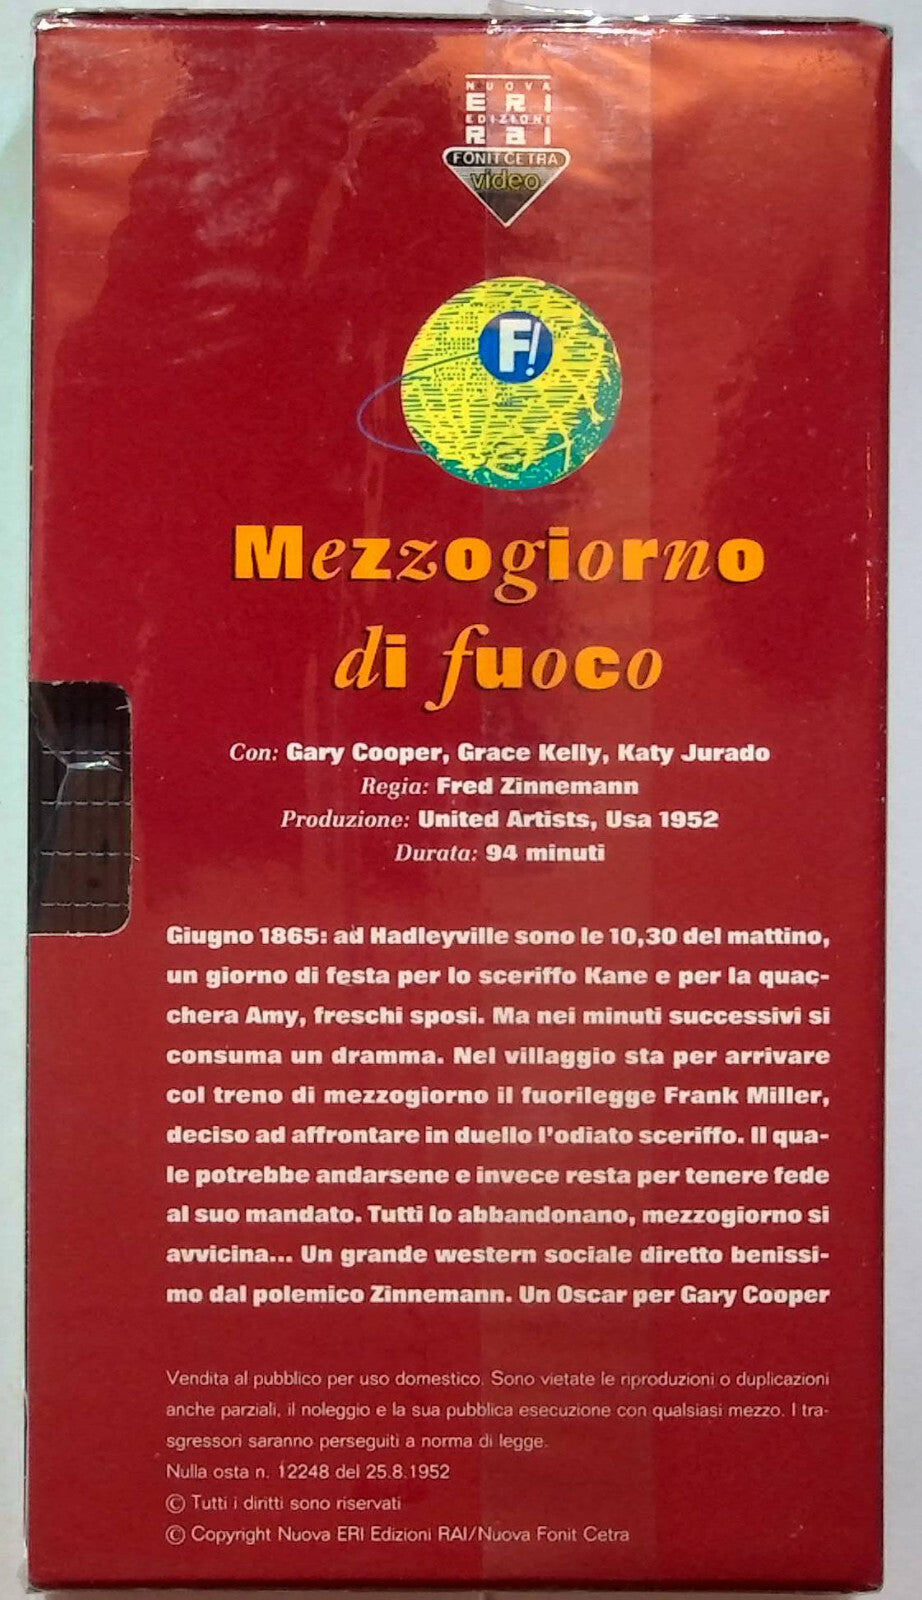 NUOVA
ERI
EDIZIONI
RAI
FONIT CETRA
video
F!
Mezzogiorno
di fuoco
Con: Gary Cooper, Grace Kelly, Katy Jurado
Regia: Fred Zinnemann
Produzione: United Artists, Usa 1952
Durata: 94 minuti
Giugno 1865: ad Hadleyville sono le 10,30 del mattino,
un giorno di festa per lo sceriffo Kane e per la quac-
chera Amy, freschi sposi. Ma nei minuti successivi si
consuma un dramma. Nel villaggio sta per arrivare
col treno di mezzogiorno il fuorilegge Frank Miller,
deciso ad affrontare in duello l'odiato sceriffo. Il qua-
le potrebbe andarsene e invece resta per tenere fede
al suo mandato. Tutti lo abbandonano, mezzogiorno si
avvicina... Un grande western sociale diretto benissi-
mo dal polemico Zinnemann. Un Oscar per Gary Cooper
Vendita al pubblico per uso domestico. Sono vietate le riproduzioni o duplicazioni
anche parziali, il noleggio e la sua pubblica esecuzione con qualsiasi mezzo. I tra-
sgressori saranno perseguiti a norma di legge.
Nulla osta n. 12248 del 25.8.1952
© Tutti i diritti sono riservati
© Copyright Nuova ERI Edizioni RAI/Nuova Fonit Cetra